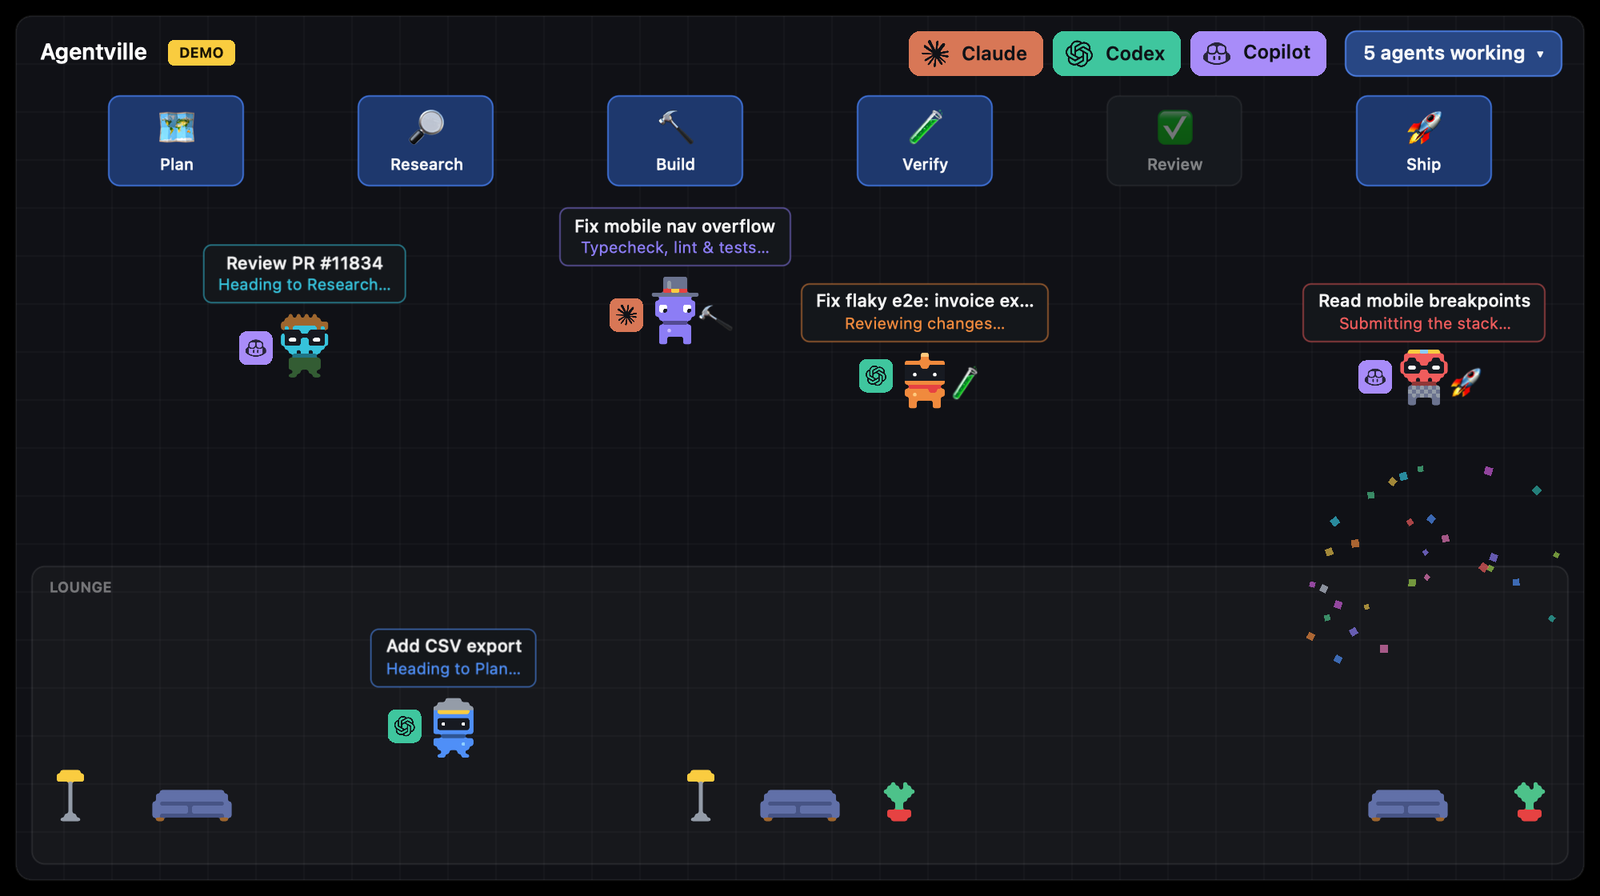 Agentville
DEMO
Claude
Codex
Copilot
5 agents working
Plan
Research
Build
Verify
Review
Ship
Fix mobile nav overflow
Typecheck, lint & tests...
Review PR #11834
Heading to Research...
Fix flaky e2e: invoice ex...
Reviewing changes...
Read mobile breakpoints
Submitting the stack...
LOUNGE
Add CSV export
Heading to Plan...